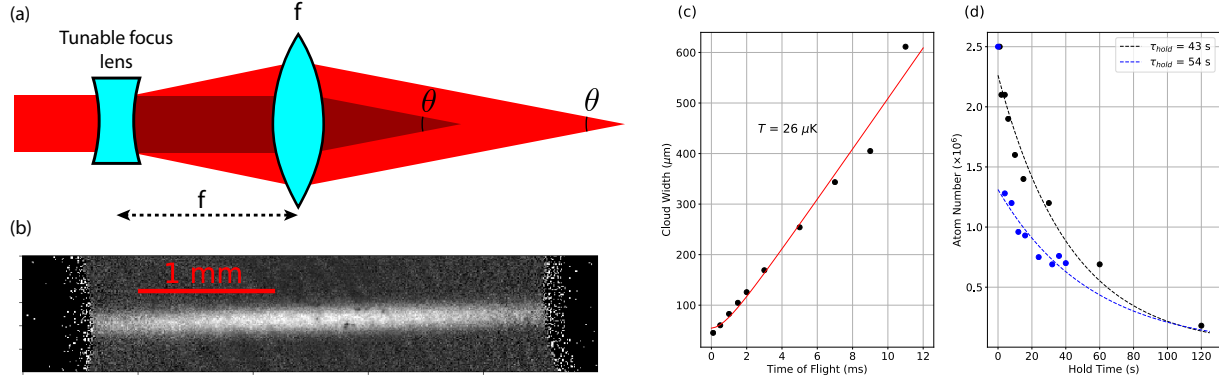 (a)
f
Tunable focus
lens
θ
θ
f
(b)
1 mm
(c)
600
500
400
300
200
100
Cloud Width (μm)
T = 26 μK
0
2
4
6
8
10
12
Time of Flight (ms)
(d)
2.5
2.0
1.5
1.0
0.5
Atom Number (×10⁶)
τhold = 43 s
τhold = 54 s
0
20
40
60
80
100
120
Hold Time (s)